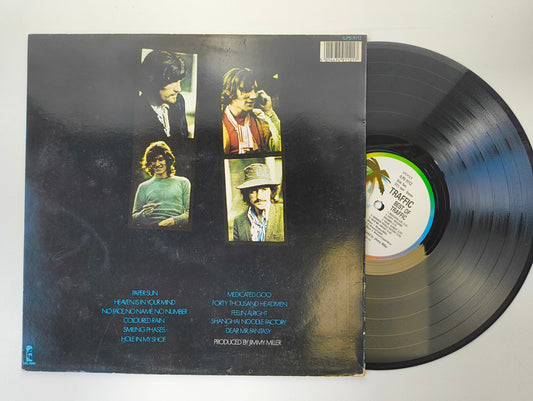 ILPS 9112
PAPER SUN
HEAVEN IS IN YOUR MIND
NO FACE, NO NAME, NO NUMBER
COLOURED RAIN
SMILING PHASES
HOLE IN MY SHOE
MEDICATED GOO
FORTY THOUSAND HEADMEN
FEELIN ALRIGHT
SHANGHAI NOODLE FACTORY
DEAR MR. FANTASY
PRODUCED BY JIMMY MILLER
TRAFFIC
BEST OF
TRAFFIC